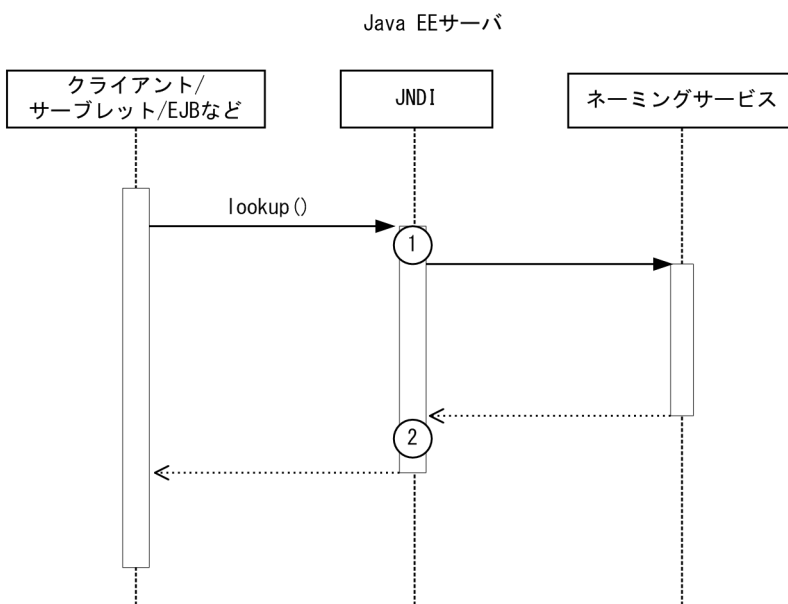 Java EEサーバ
クライアント/
サーブレット/EJBなど
JNDI
ネーミングサービス
lookup()
1
2